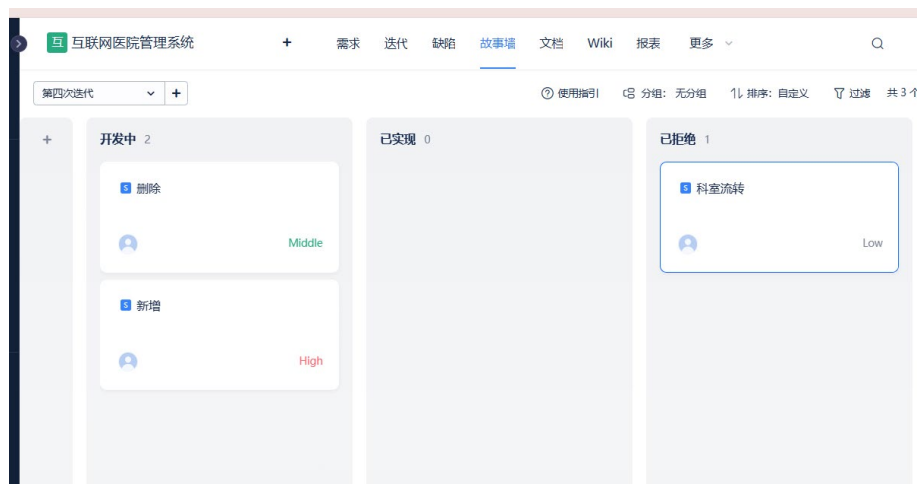 互 互联网医院管理系统 + 需求 迭代 缺陷 故事墙 文档 Wiki 报表 更多
第四次迭代 + 使用指引 分组: 无分组 排序: 自定义 过滤 共 3 个
+ 开发中 2 已实现 0 已拒绝 1
S 删除 S 科室流转
Middle Low
S 新增
High